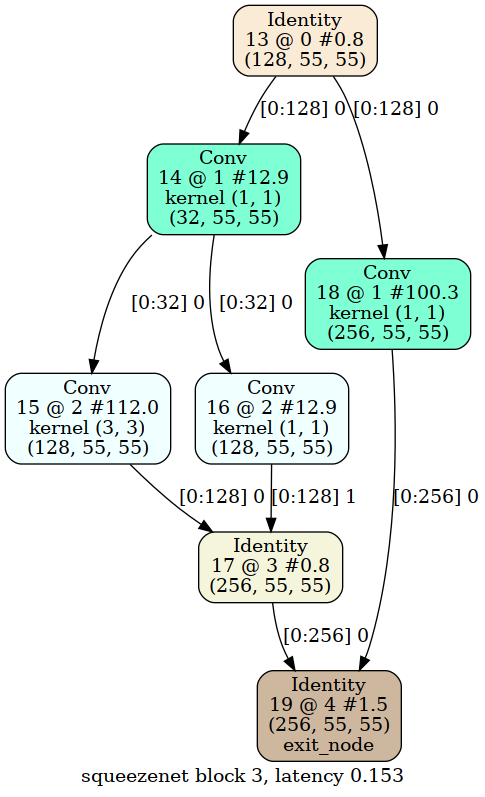 Identity
13 @ 0 #0.8
(128, 55, 55)
[0:128] 0
[0:128] 0
Conv
14 @ 1 #12.9
kernel (1, 1)
(32, 55, 55)
Conv
18 @ 1 #100.3
kernel (1, 1)
(256, 55, 55)
[0:32] 0
[0:32] 0
Conv
15 @ 2 #112.0
kernel (3, 3)
(128, 55, 55)
Conv
16 @ 2 #12.9
kernel (1, 1)
(128, 55, 55)
[0:128] 0
[0:128] 1
[0:256] 0
Identity
17 @ 3 #0.8
(256, 55, 55)
[0:256] 0
Identity
19 @ 4 #1.5
(256, 55, 55)
exit_node
squeezenet block 3, latency 0.153